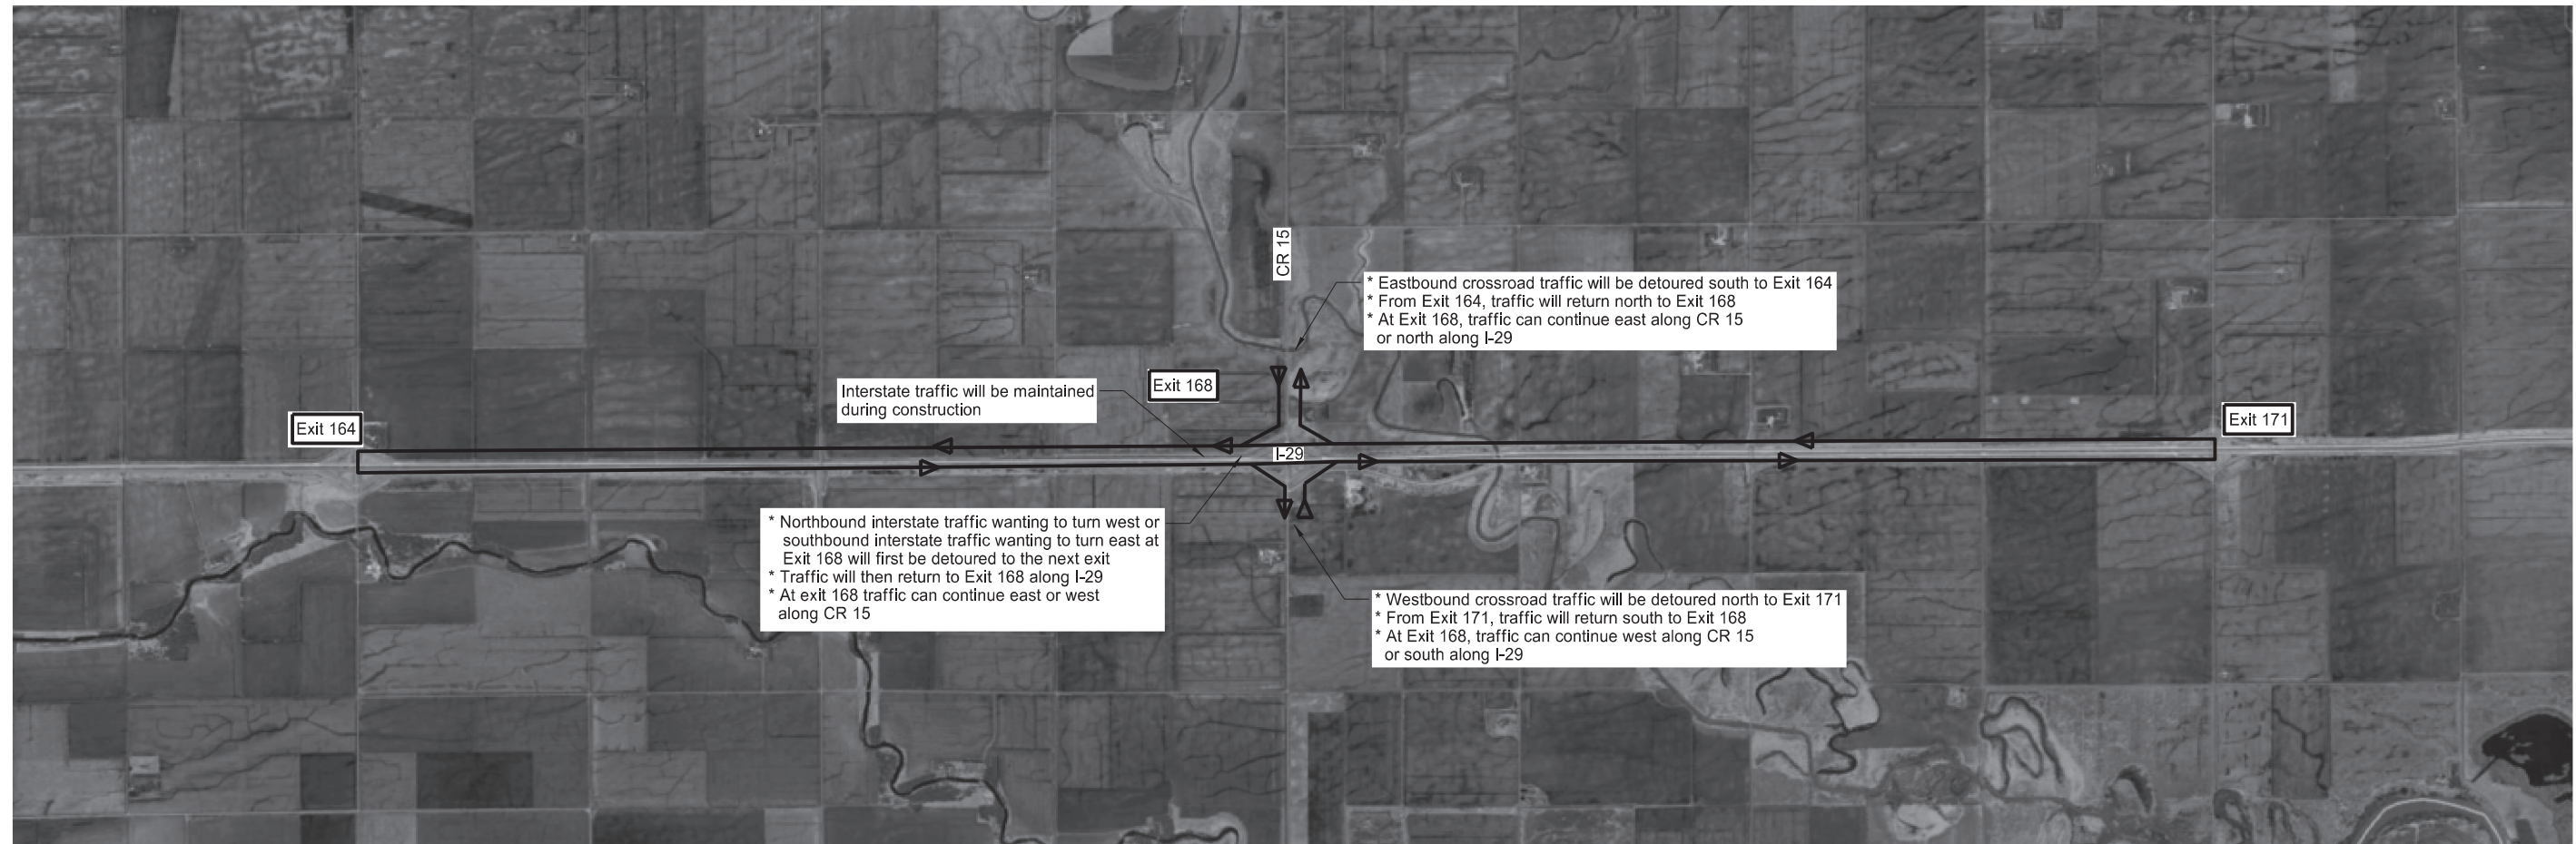 CR 15
* Eastbound crossroad traffic will be detoured south to Exit 164
* From Exit 164, traffic will return north to Exit 168
* At Exit 168, traffic can continue east along CR 15
or north along I-29
Interstate traffic will be maintained
during construction
Exit 168
Exit 164
Exit 171
I-29
* Northbound interstate traffic wanting to turn west or
southbound interstate traffic wanting to turn east at
Exit 168 will first be detoured to the next exit
* Traffic will then return to Exit 168 along I-29
* At exit 168 traffic can continue east or west
along CR 15
* Westbound crossroad traffic will be detoured north to Exit 171
* From Exit 171, traffic will return south to Exit 168
* At Exit 168, traffic can continue west along CR 15
or south along I-29